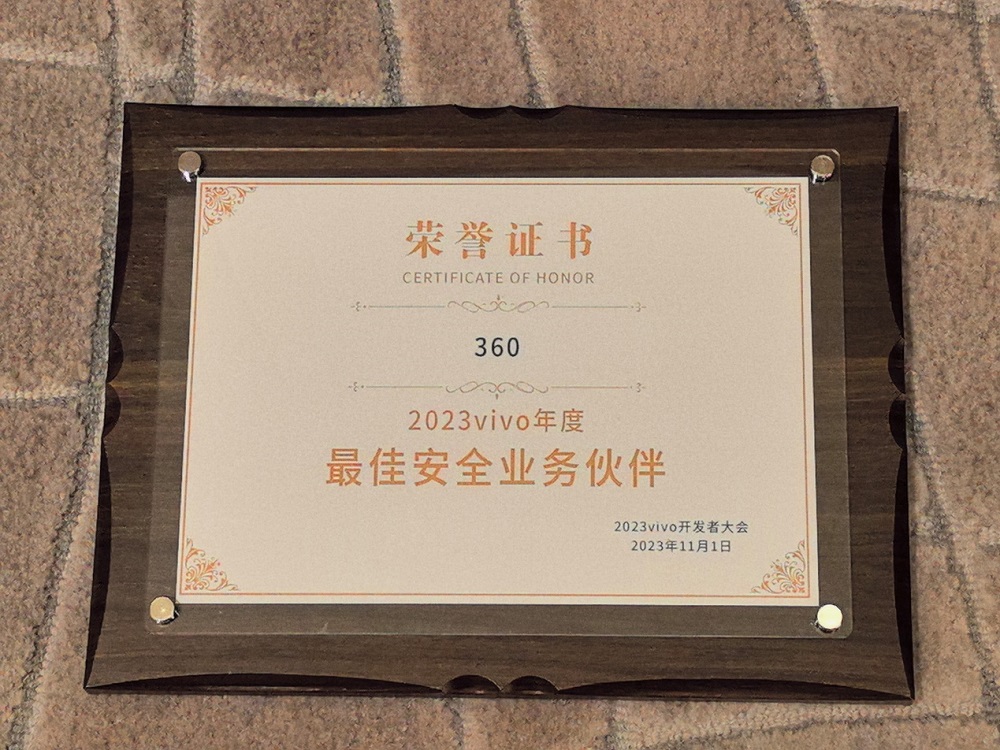 荣誉证书
CERTIFICATE OF HONOR
360
2023vivo年度
最佳安全业务伙伴
2023vivo开发者大会
2023年11月1日